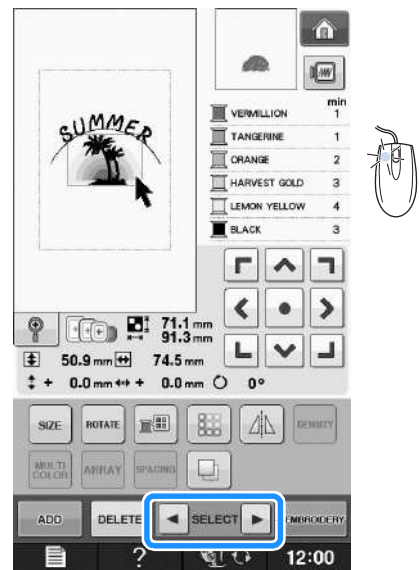 SUMMER
min
VERMILLION 1
TANGERINE 1
ORANGE 2
HARVEST GOLD 3
LEMON YELLOW 4
BLACK 3
71.1 mm
91.3 mm
50.9 mm 74.5 mm
+ 0.0 mm + 0.0 mm 0°
SIZE ROTATE DENSITY
MULTI COLOR ARRAY SPACING
ADD DELETE SELECT EMBROIDERY
? 12:00